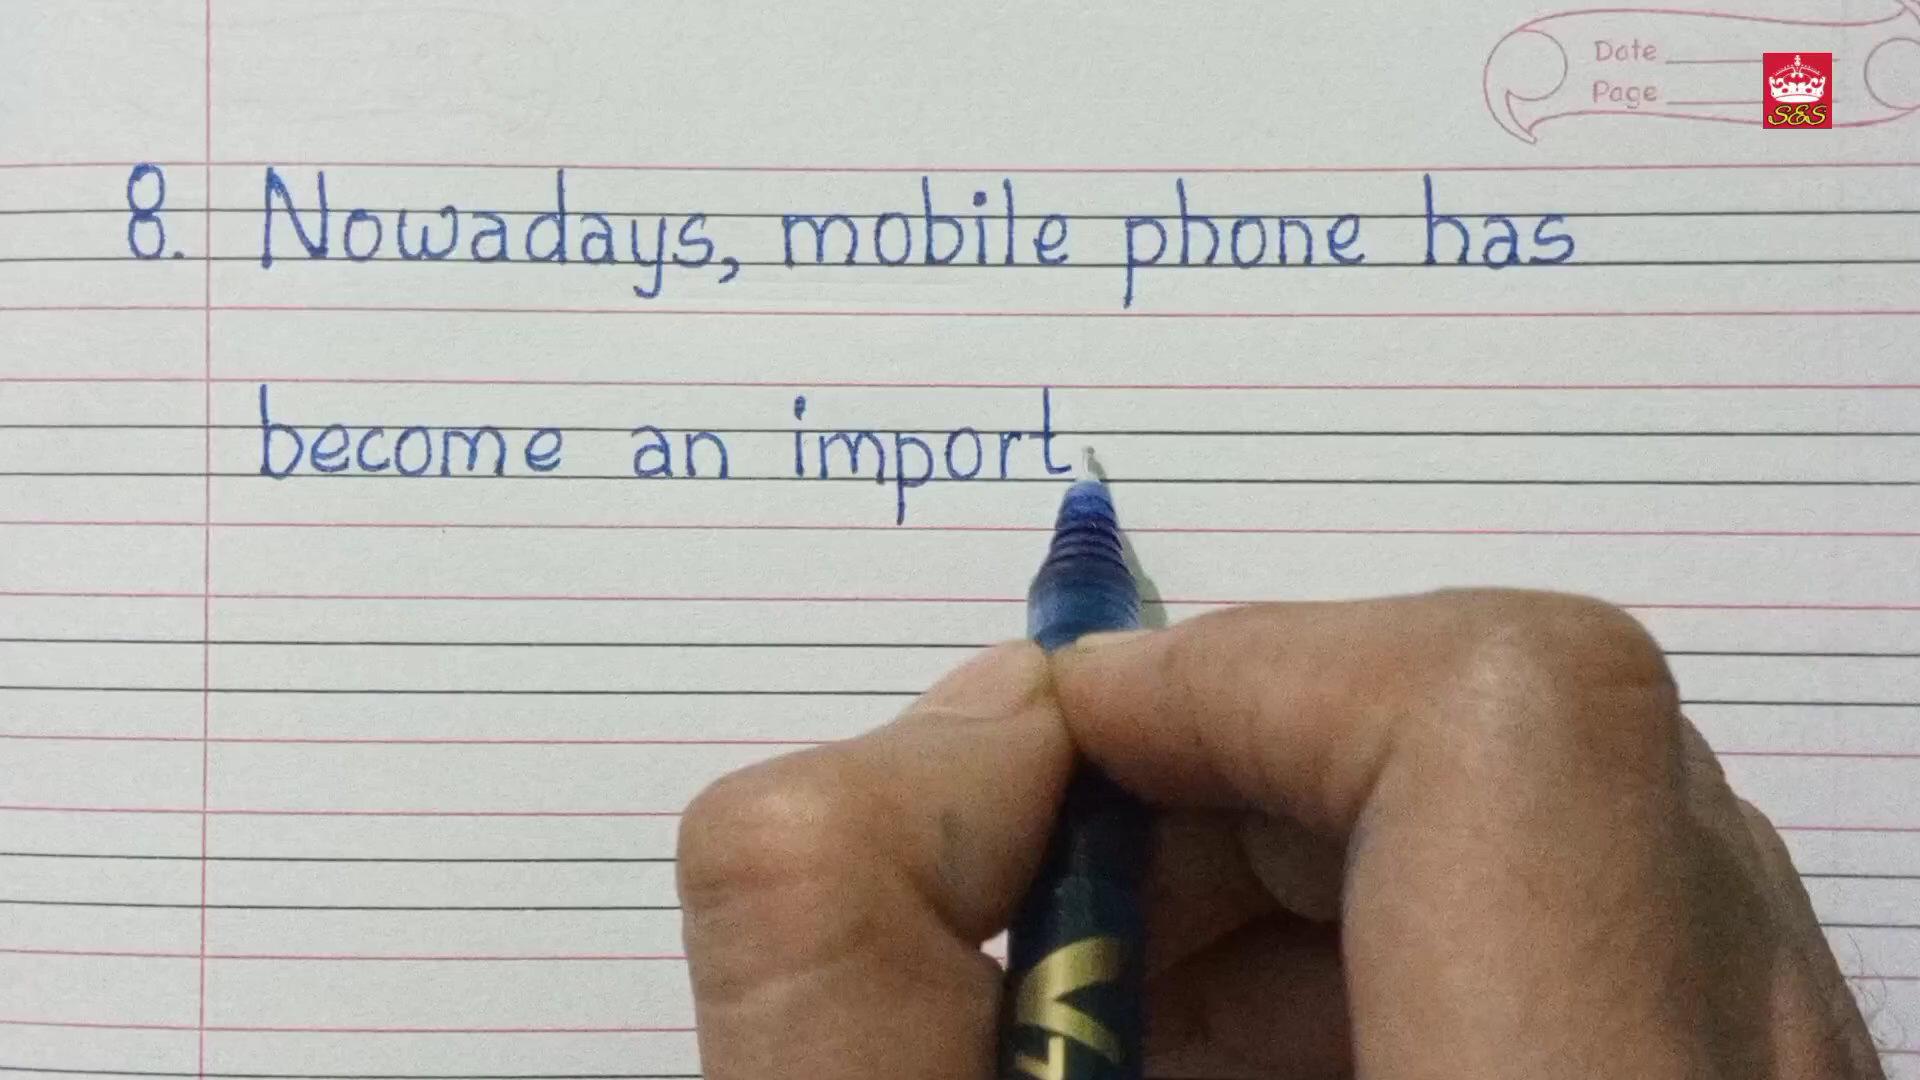 Date
Page
S&S
8. Nowadays, mobile phone has
become an import
V